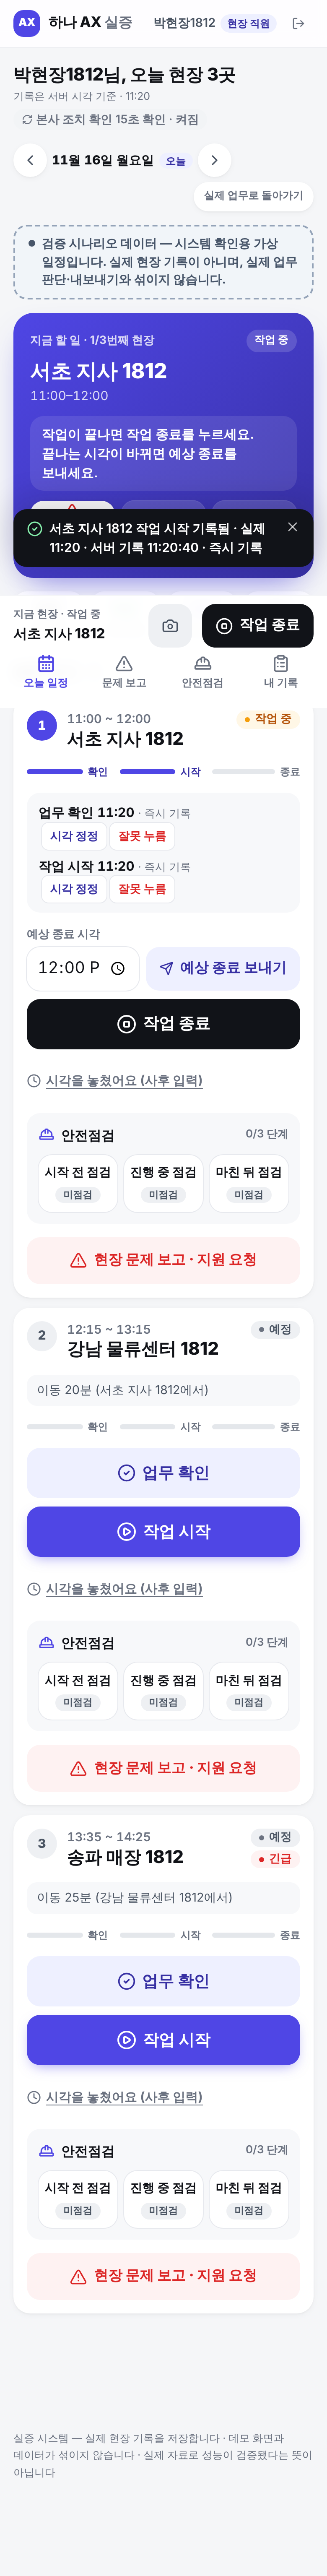 AX 하나 AX 실증 박현장1812 현장 직원
박현장1812님, 오늘 현장 3곳
기록은 서버 시각 기준 · 11:20
본사 조치 확인 15초 확인 · 켜짐
11월 16일 월요일 오늘
실제 업무로 돌아가기
검증 시나리오 데이터 — 시스템 확인용 가상
일정입니다. 실제 현장 기록이 아니며, 실제 업무
판단·내보내기와 섞이지 않습니다.
지금 할 일 · 1/3번째 현장 작업 중
서초 지사 1812
11:00–12:00
작업이 끝나면 작업 종료를 누르세요.
끝나는 시각이 바뀌면 예상 종료를
보내세요.
서초 지사 1812 작업 시작 기록됨 · 실제
11:20 · 서버 기록 11:20:40 · 즉시 기록
지금 현장 · 작업 중
서초 지사 1812
작업 종료
오늘 일정 문제 보고 안전점검 내 기록
1 11:00 ~ 12:00 작업 중
서초 지사 1812
확인 시작 종료
업무 확인 11:20 · 즉시 기록
시각 정정 잘못 누름
작업 시작 11:20 · 즉시 기록
시각 정정 잘못 누름
예상 종료 시각
12:00 P 예상 종료 보내기
작업 종료
시각을 놓쳤어요 (사후 입력)
안전점검 0/3 단계
시작 전 점검 진행 중 점검 마친 뒤 점검
미점검 미점검 미점검
현장 문제 보고 · 지원 요청
2 12:15 ~ 13:15 예정
강남 물류센터 1812
이동 20분 (서초 지사 1812에서)
확인 시작 종료
업무 확인
작업 시작
시각을 놓쳤어요 (사후 입력)
안전점검 0/3 단계
시작 전 점검 진행 중 점검 마친 뒤 점검
미점검 미점검 미점검
현장 문제 보고 · 지원 요청
3 13:35 ~ 14:25 예정
송파 매장 1812 긴급
이동 25분 (강남 물류센터 1812에서)
확인 시작 종료
업무 확인
작업 시작
시각을 놓쳤어요 (사후 입력)
안전점검 0/3 단계
시작 전 점검 진행 중 점검 마친 뒤 점검
미점검 미점검 미점검
현장 문제 보고 · 지원 요청
실증 시스템 — 실제 현장 기록을 저장합니다 · 데모 화면과
데이터가 섞이지 않습니다 · 실제 자료로 성능이 검증됐다는 뜻이
아닙니다